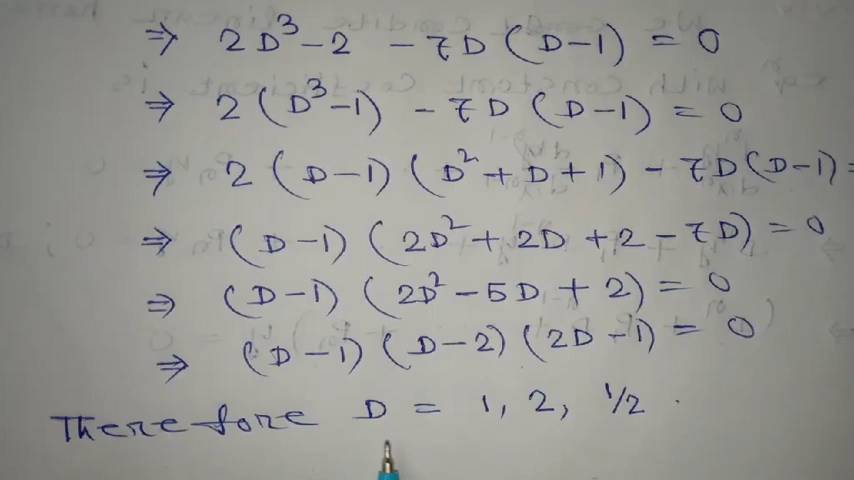 ⇒ 2D³ - 2 - 7D (D-1) = 0
⇒ 2 (D³-1) - 7D (D-1) = 0
⇒ 2 (D-1) (D²+D+1) - 7D (D-1) =
⇒ (D-1) (2D²+2D+2-7D) = 0
⇒ (D-1) (2D²-5D+2) = 0
⇒ (D-1) (D-2) (2D-1) = 0
Therefore D = 1, 2, 1/2 .